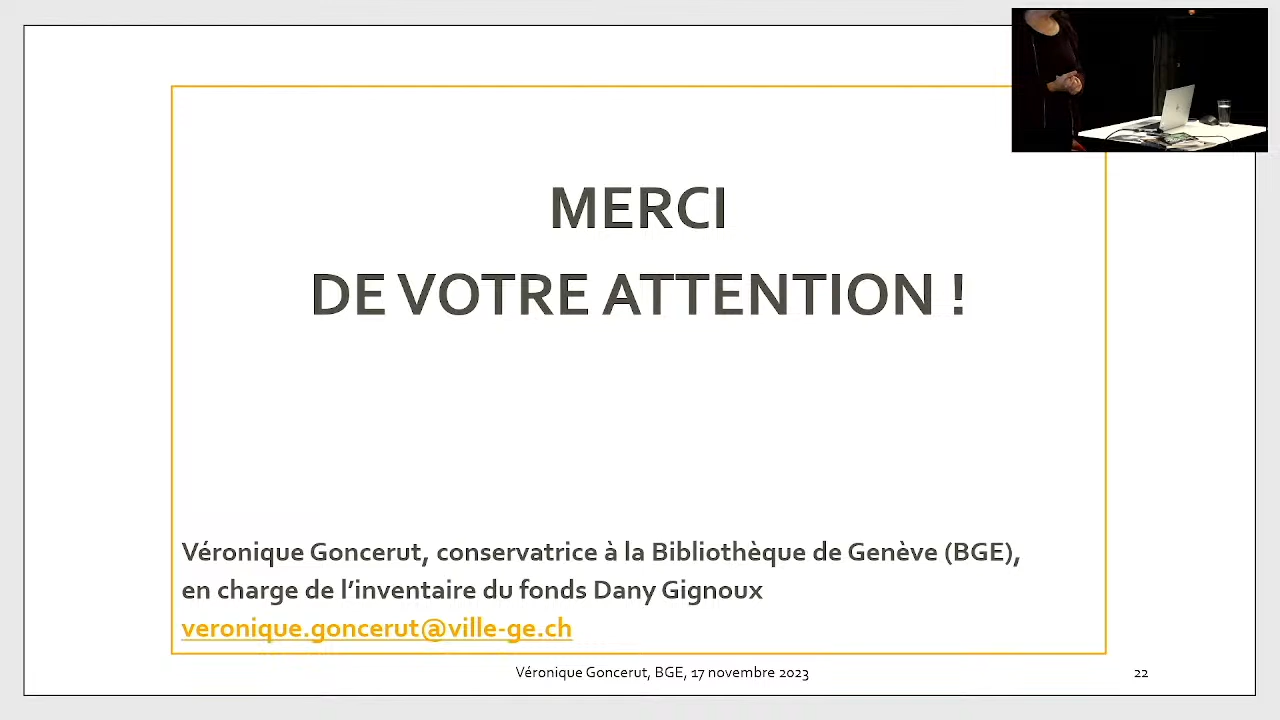 MERCI
DE VOTRE ATTENTION !
Véronique Goncerut, conservatrice à la Bibliothèque de Genève (BGE),
en charge de l’inventaire du fonds Dany Gignoux
veronique.goncerut@ville-ge.ch
Véronique Goncerut, BGE, 17 novembre 2023
22